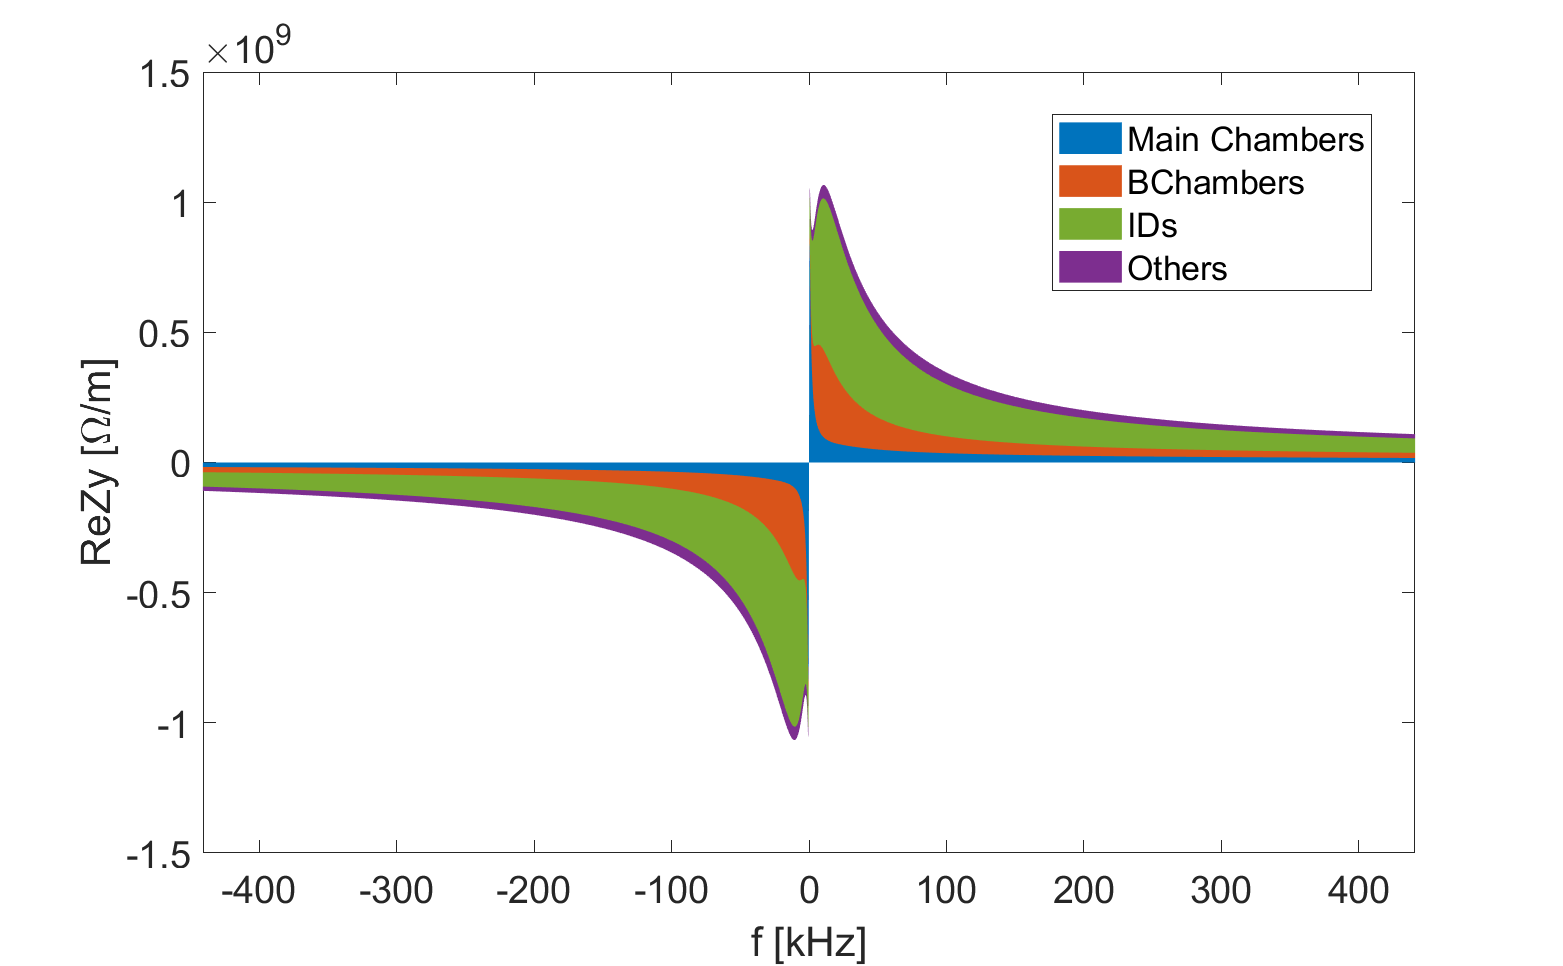 ×10⁹
1.5
1
0.5
0
-0.5
-1
-1.5
ReZy [Ω/m]
Main Chambers
BChambers
IDs
Others
-400 -300 -200 -100 0 100 200 300 400
f [kHz]